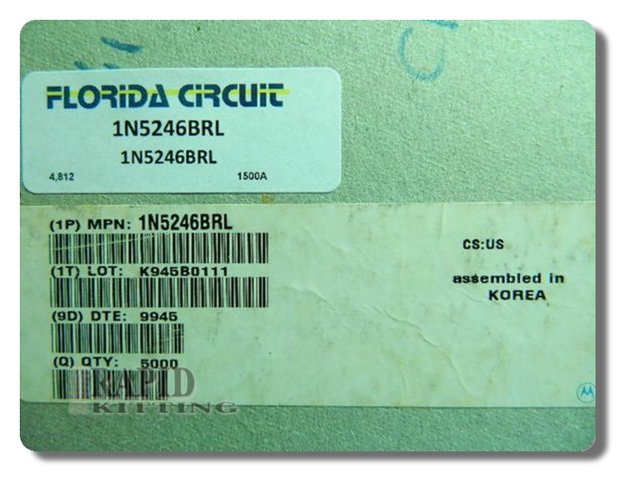 FLORIDA CIRCUIT
1N5246BRL
1N5246BRL
4,812 1500A
(1P) MPN: 1N5246BRL
CS:US
(1T) LOT: K945B0111
assembled in
KOREA
(9D) DTE: 9945
(Q) QTY: 5000
RAPID
KITTING